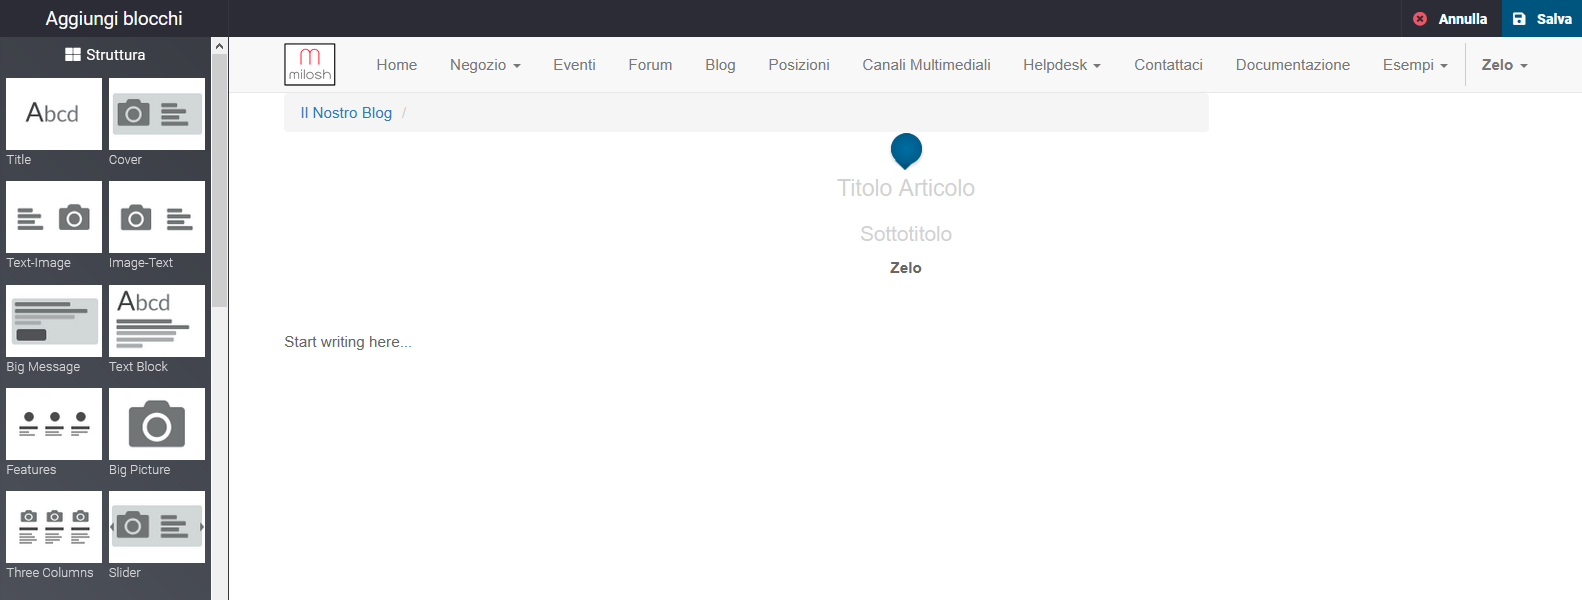 Aggiungi blocchi
Annulla Salva
Struttura
Abcd
Title Cover
Text-Image Image-Text
Abcd
Big Message Text Block
Features Big Picture
Three Columns Slider
m
milosh
Home Negozio Eventi Forum Blog Posizioni Canali Multimediali Helpdesk Contattaci Documentazione Esempi Zelo
Il Nostro Blog /
Titolo Articolo
Sottotitolo
Zelo
Start writing here...